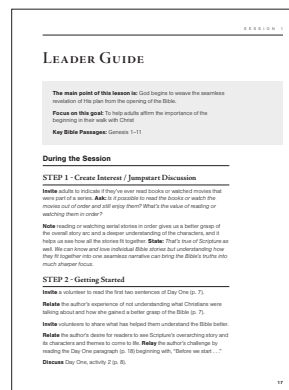 SESSION 1
LEADER GUIDE
The main point of this lesson is: God begins to weave the seamless
revelation of His plan from the opening of the Bible.
Focus on this goal: To help adults affirm the importance of the
beginning in their walk with Christ
Key Bible Passages: Genesis 1–11
During the Session
STEP 1 - Create Interest / Jumpstart Discussion
Invite adults to indicate if they've ever read books or watched movies that
were part of a series. Ask: Is it possible to read the books or watch the
movies out of order and still enjoy them? What's the value of reading or
watching them in order?
Note reading or watching serial stories in order gives us a better grasp of
the overall story arc and a deeper understanding of the characters, and it
helps us see how all the stories fit together. State: That's true of Scripture as
well. We can know and love individual Bible stories but understanding how
they fit together into one seamless narrative can bring the Bible's truths into
much sharper focus.
STEP 2 - Getting Started
Invite a volunteer to read the first two sentences of Day One (p. 7).
Relate the author's experience of not understanding what Christians were
talking about and how she gained a better grasp of the Bible (p. 7).
Invite volunteers to share what has helped them understand the Bible better.
Relate the author's desire for readers to see Scripture's overarching story and
its characters and themes to come to life. Relay the author's challenge by
reading the Day One paragraph (p. 18) beginning with, "Before we start . . ."
Discuss Day One, activity 2 (p. 8).
17